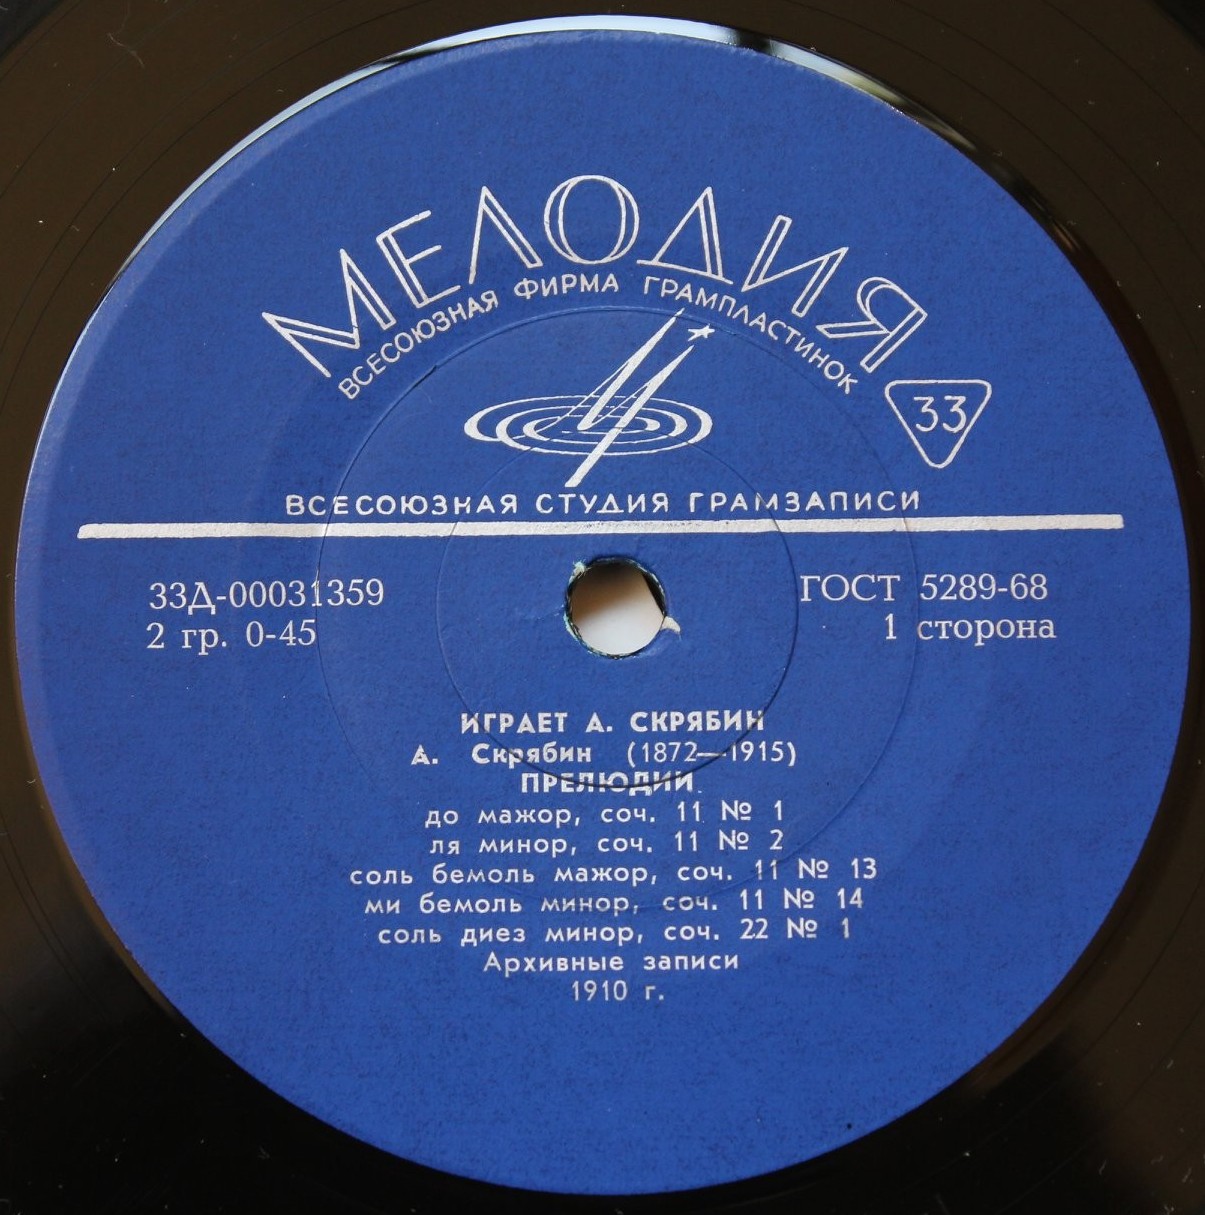 МЕЛОДИЯ
ВСЕСОЮЗНАЯ ФИРМА ГРАМПЛАСТИНОК
33
ВСЕСОЮЗНАЯ СТУДИЯ ГРАМЗАПИСИ
33Д-00031359
ГОСТ 5289-68
2 гр. 0-45
1 сторона
ИГРАЕТ А. СКРЯБИН
А. Скрябин (1872—1915)
ПРЕЛЮДИИ
до мажор, соч. 11 № 1
ля минор, соч. 11 № 2
соль бемоль мажор, соч. 11 № 13
ми бемоль минор, соч. 11 № 14
соль диез минор, соч. 22 № 1
Архивные записи
1910 г.